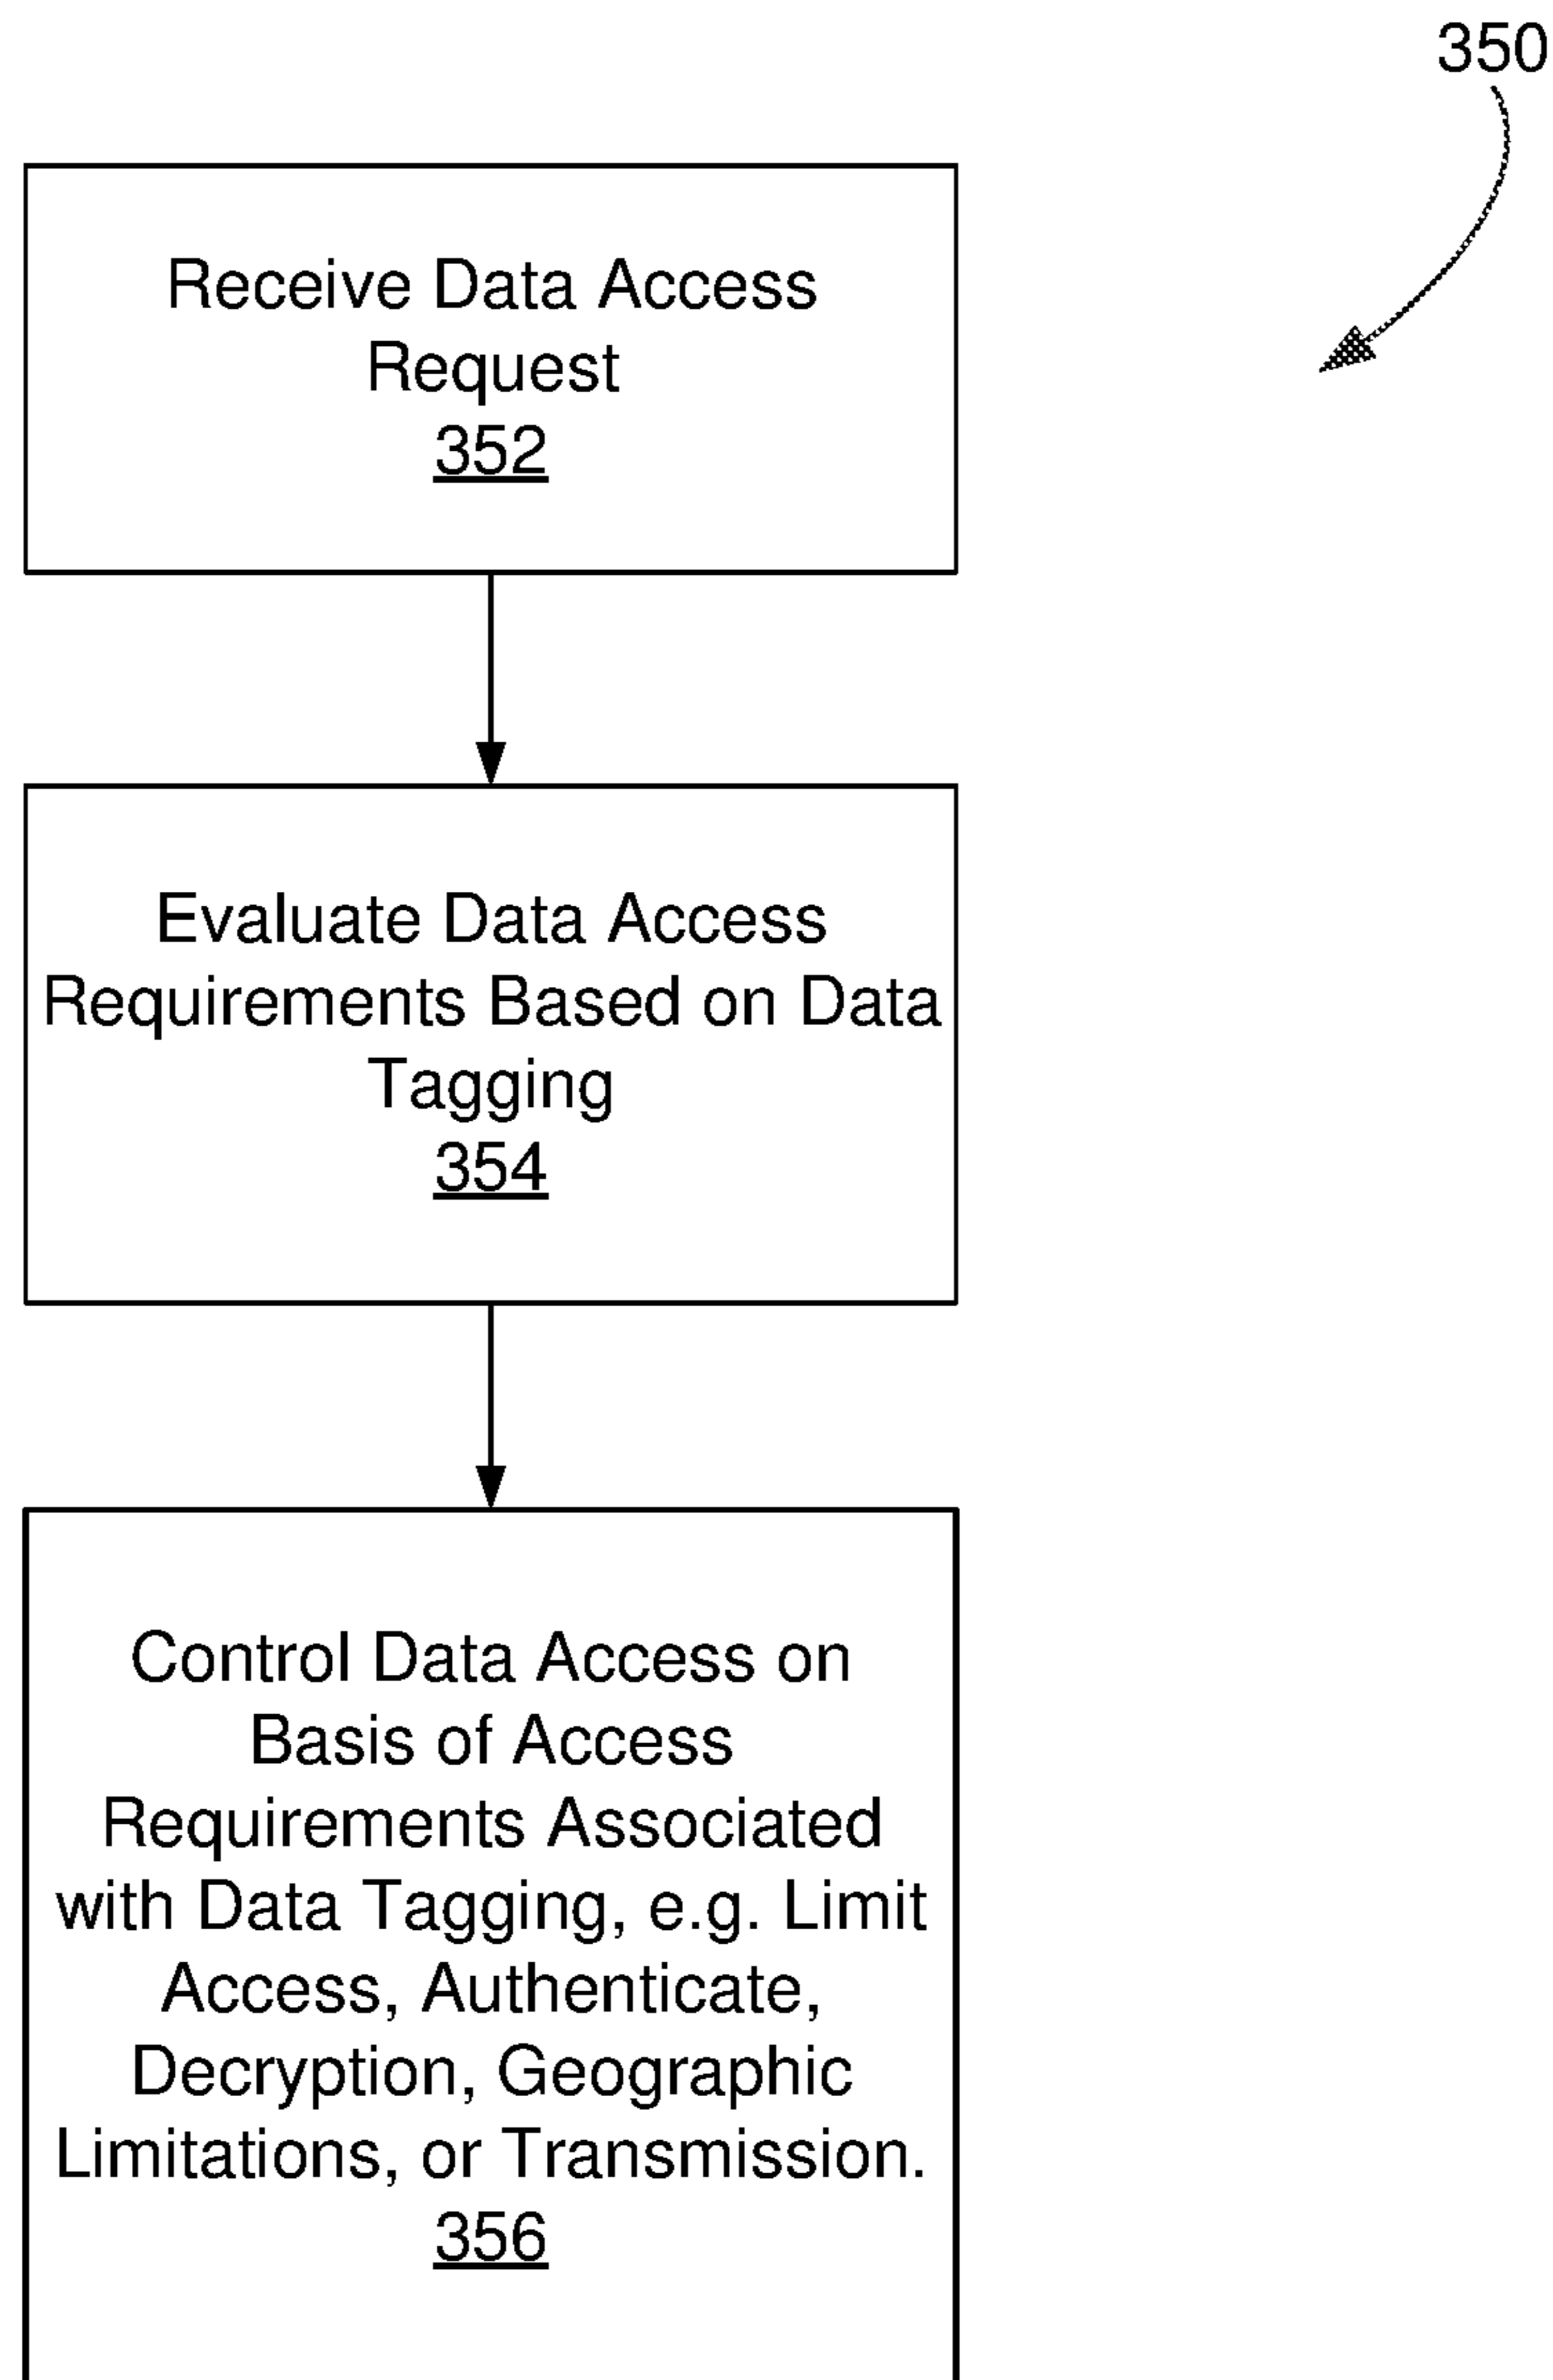 350
Receive Data Access
Request
352
Evaluate Data Access
Requirements Based on Data
Tagging
354
Control Data Access on
Basis of Access
Requirements Associated
with Data Tagging, e.g. Limit
Access, Authenticate,
Decryption, Geographic
Limitations, or Transmission.
356